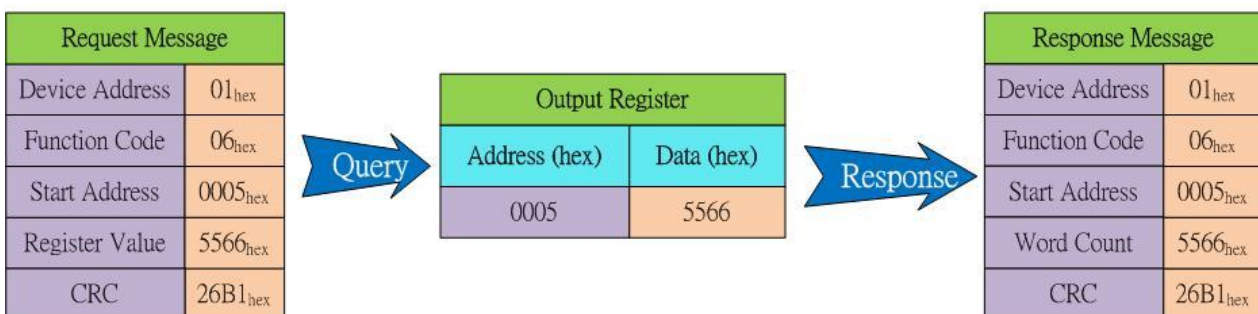 Request Message
Device Address 01hex
Function Code 06hex
Start Address 0005hex
Register Value 5566hex
CRC 26B1hex
Query
Output Register
Address (hex) Data (hex)
0005 5566
Response
Response Message
Device Address 01hex
Function Code 06hex
Start Address 0005hex
Word Count 5566hex
CRC 26B1hex